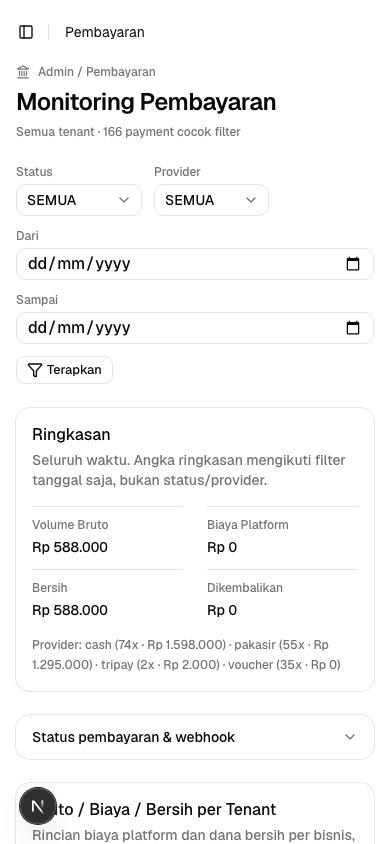 Pembayaran
Admin / Pembayaran
Monitoring Pembayaran
Semua tenant · 166 payment cocok filter
Status Provider
SEMUA SEMUA
Dari
dd/mm/yyyy
Sampai
dd/mm/yyyy
Terapkan
Ringkasan
Seluruh waktu. Angka ringkasan mengikuti filter
tanggal saja, bukan status/provider.
Volume Bruto Biaya Platform
Rp 588.000 Rp 0
Bersih Dikembalikan
Rp 588.000 Rp 0
Provider: cash (74x · Rp 1.598.000) · pakasir (55x · Rp
1.295.000) · tripay (2x · Rp 2.000) · voucher (35x · Rp 0)
Status pembayaran & webhook
N
/ Biaya / Bersih per Tenant
Rincian biaya platform dan dana bersih per bisnis,